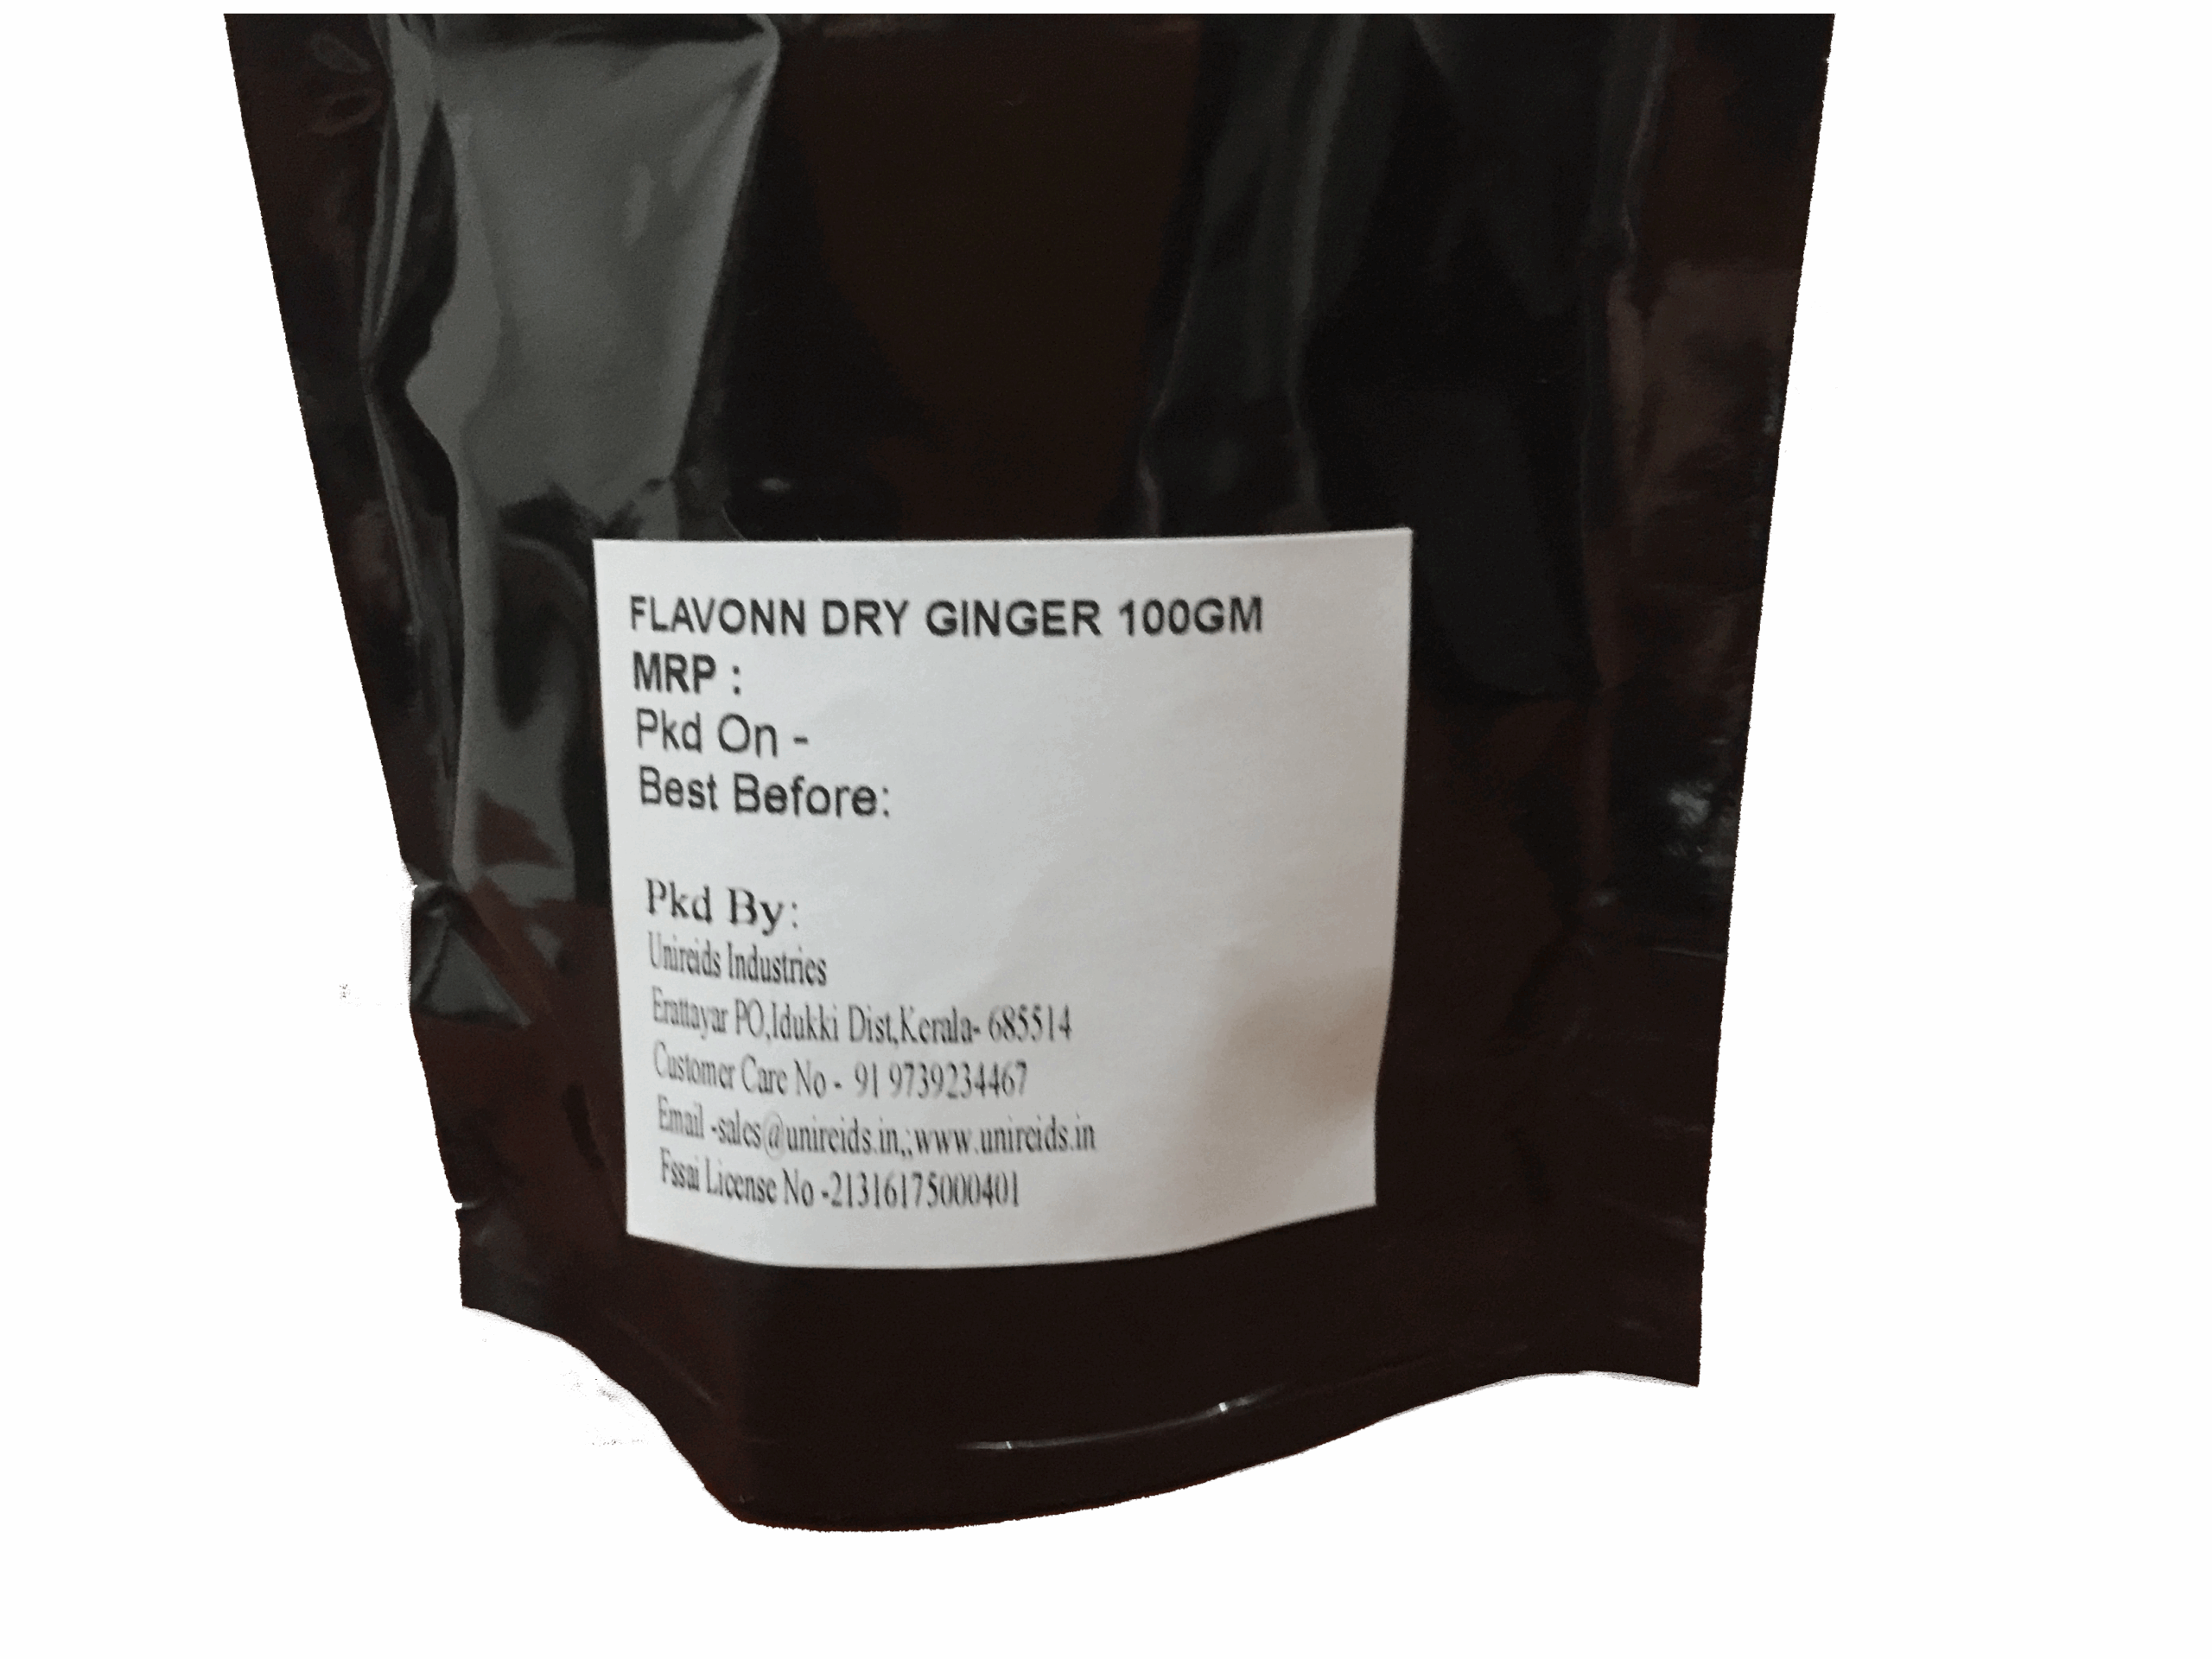 FLAVONN DRY GINGER 100GM
MRP :
Pkd On -
Best Before:
Pkd By:
Unireids Industries
Erattayar PO,Idukki Dist,Kerala- 685514
Customer Care No - 91 9739234467
Email -sales@unireids.in,;www.unireids.in
Fssai License No -21316175000401